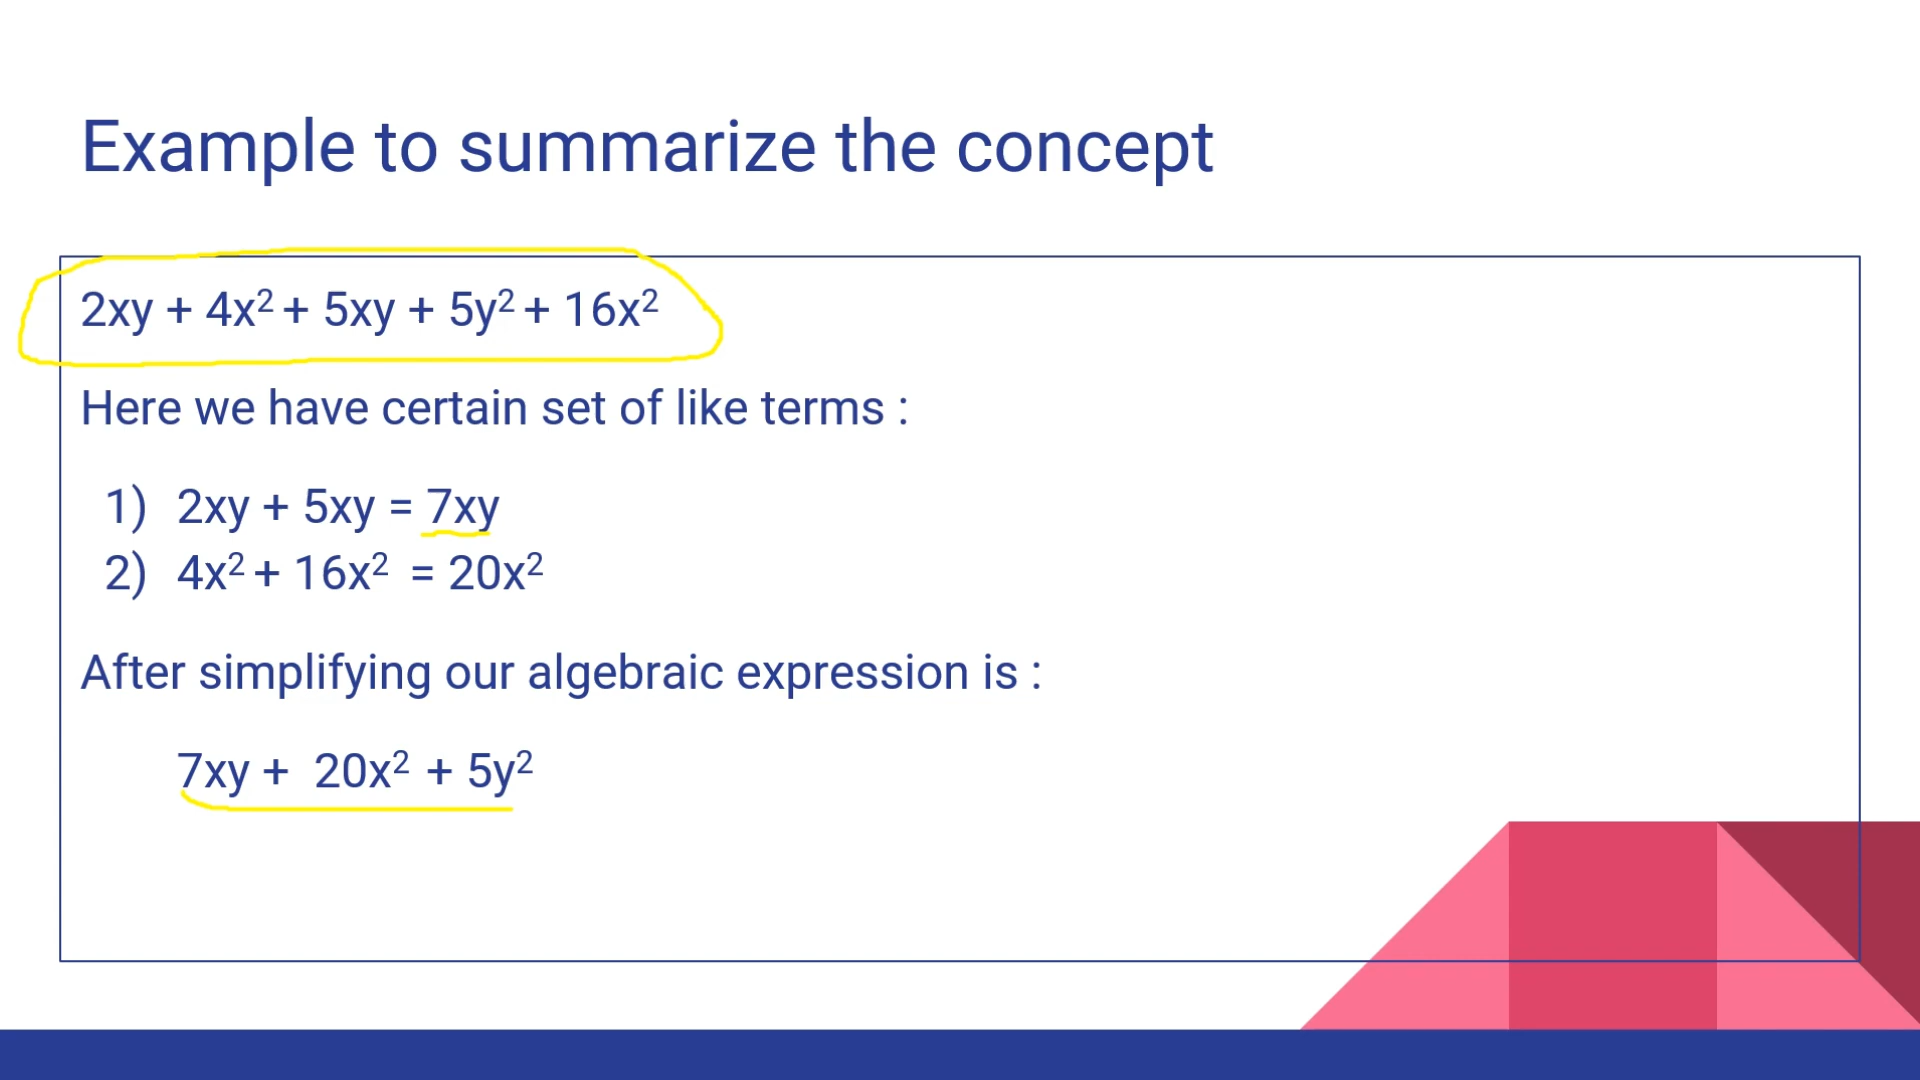 Example to summarize the concept
2xy + 4x² + 5xy + 5y² + 16x²
Here we have certain set of like terms :
1) 2xy + 5xy = 7xy
2) 4x² + 16x² = 20x²
After simplifying our algebraic expression is :
7xy + 20x² + 5y²